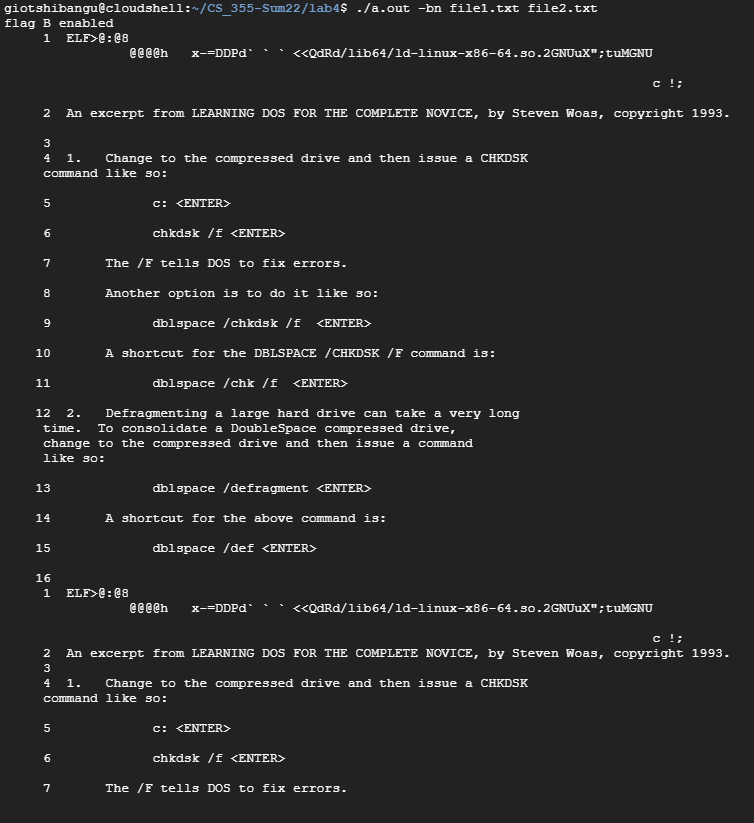 giotshibangu@cloudshell:~/CS_355-Sum22/lab4$ ./a.out -bn file1.txt file2.txt
flag B enabled
1 ELF>@:@8
@@@@h x-=DDPd` ` ` <<QdRd/lib64/ld-linux-x86-64.so.2GNUuX";tuMGNU
c !;
2 An excerpt from LEARNING DOS FOR THE COMPLETE NOVICE, by Steven Woas, copyright 1993.
3
4 1. Change to the compressed drive and then issue a CHKDSK
command like so:
5 c: <ENTER>
6 chkdsk /f <ENTER>
7 The /F tells DOS to fix errors.
8 Another option is to do it like so:
9 dblspace /chkdsk /f <ENTER>
10 A shortcut for the DBLSPACE /CHKDSK /F command is:
11 dblspace /chk /f <ENTER>
12 2. Defragmenting a large hard drive can take a very long
time. To consolidate a DoubleSpace compressed drive,
change to the compressed drive and then issue a command
like so:
13 dblspace /defragment <ENTER>
14 A shortcut for the above command is:
15 dblspace /def <ENTER>
16
1 ELF>@:@8
@@@@h x-=DDPd` ` ` <<QdRd/lib64/ld-linux-x86-64.so.2GNUuX";tuMGNU
c !;
2 An excerpt from LEARNING DOS FOR THE COMPLETE NOVICE, by Steven Woas, copyright 1993.
3
4 1. Change to the compressed drive and then issue a CHKDSK
command like so:
5 c: <ENTER>
6 chkdsk /f <ENTER>
7 The /F tells DOS to fix errors.